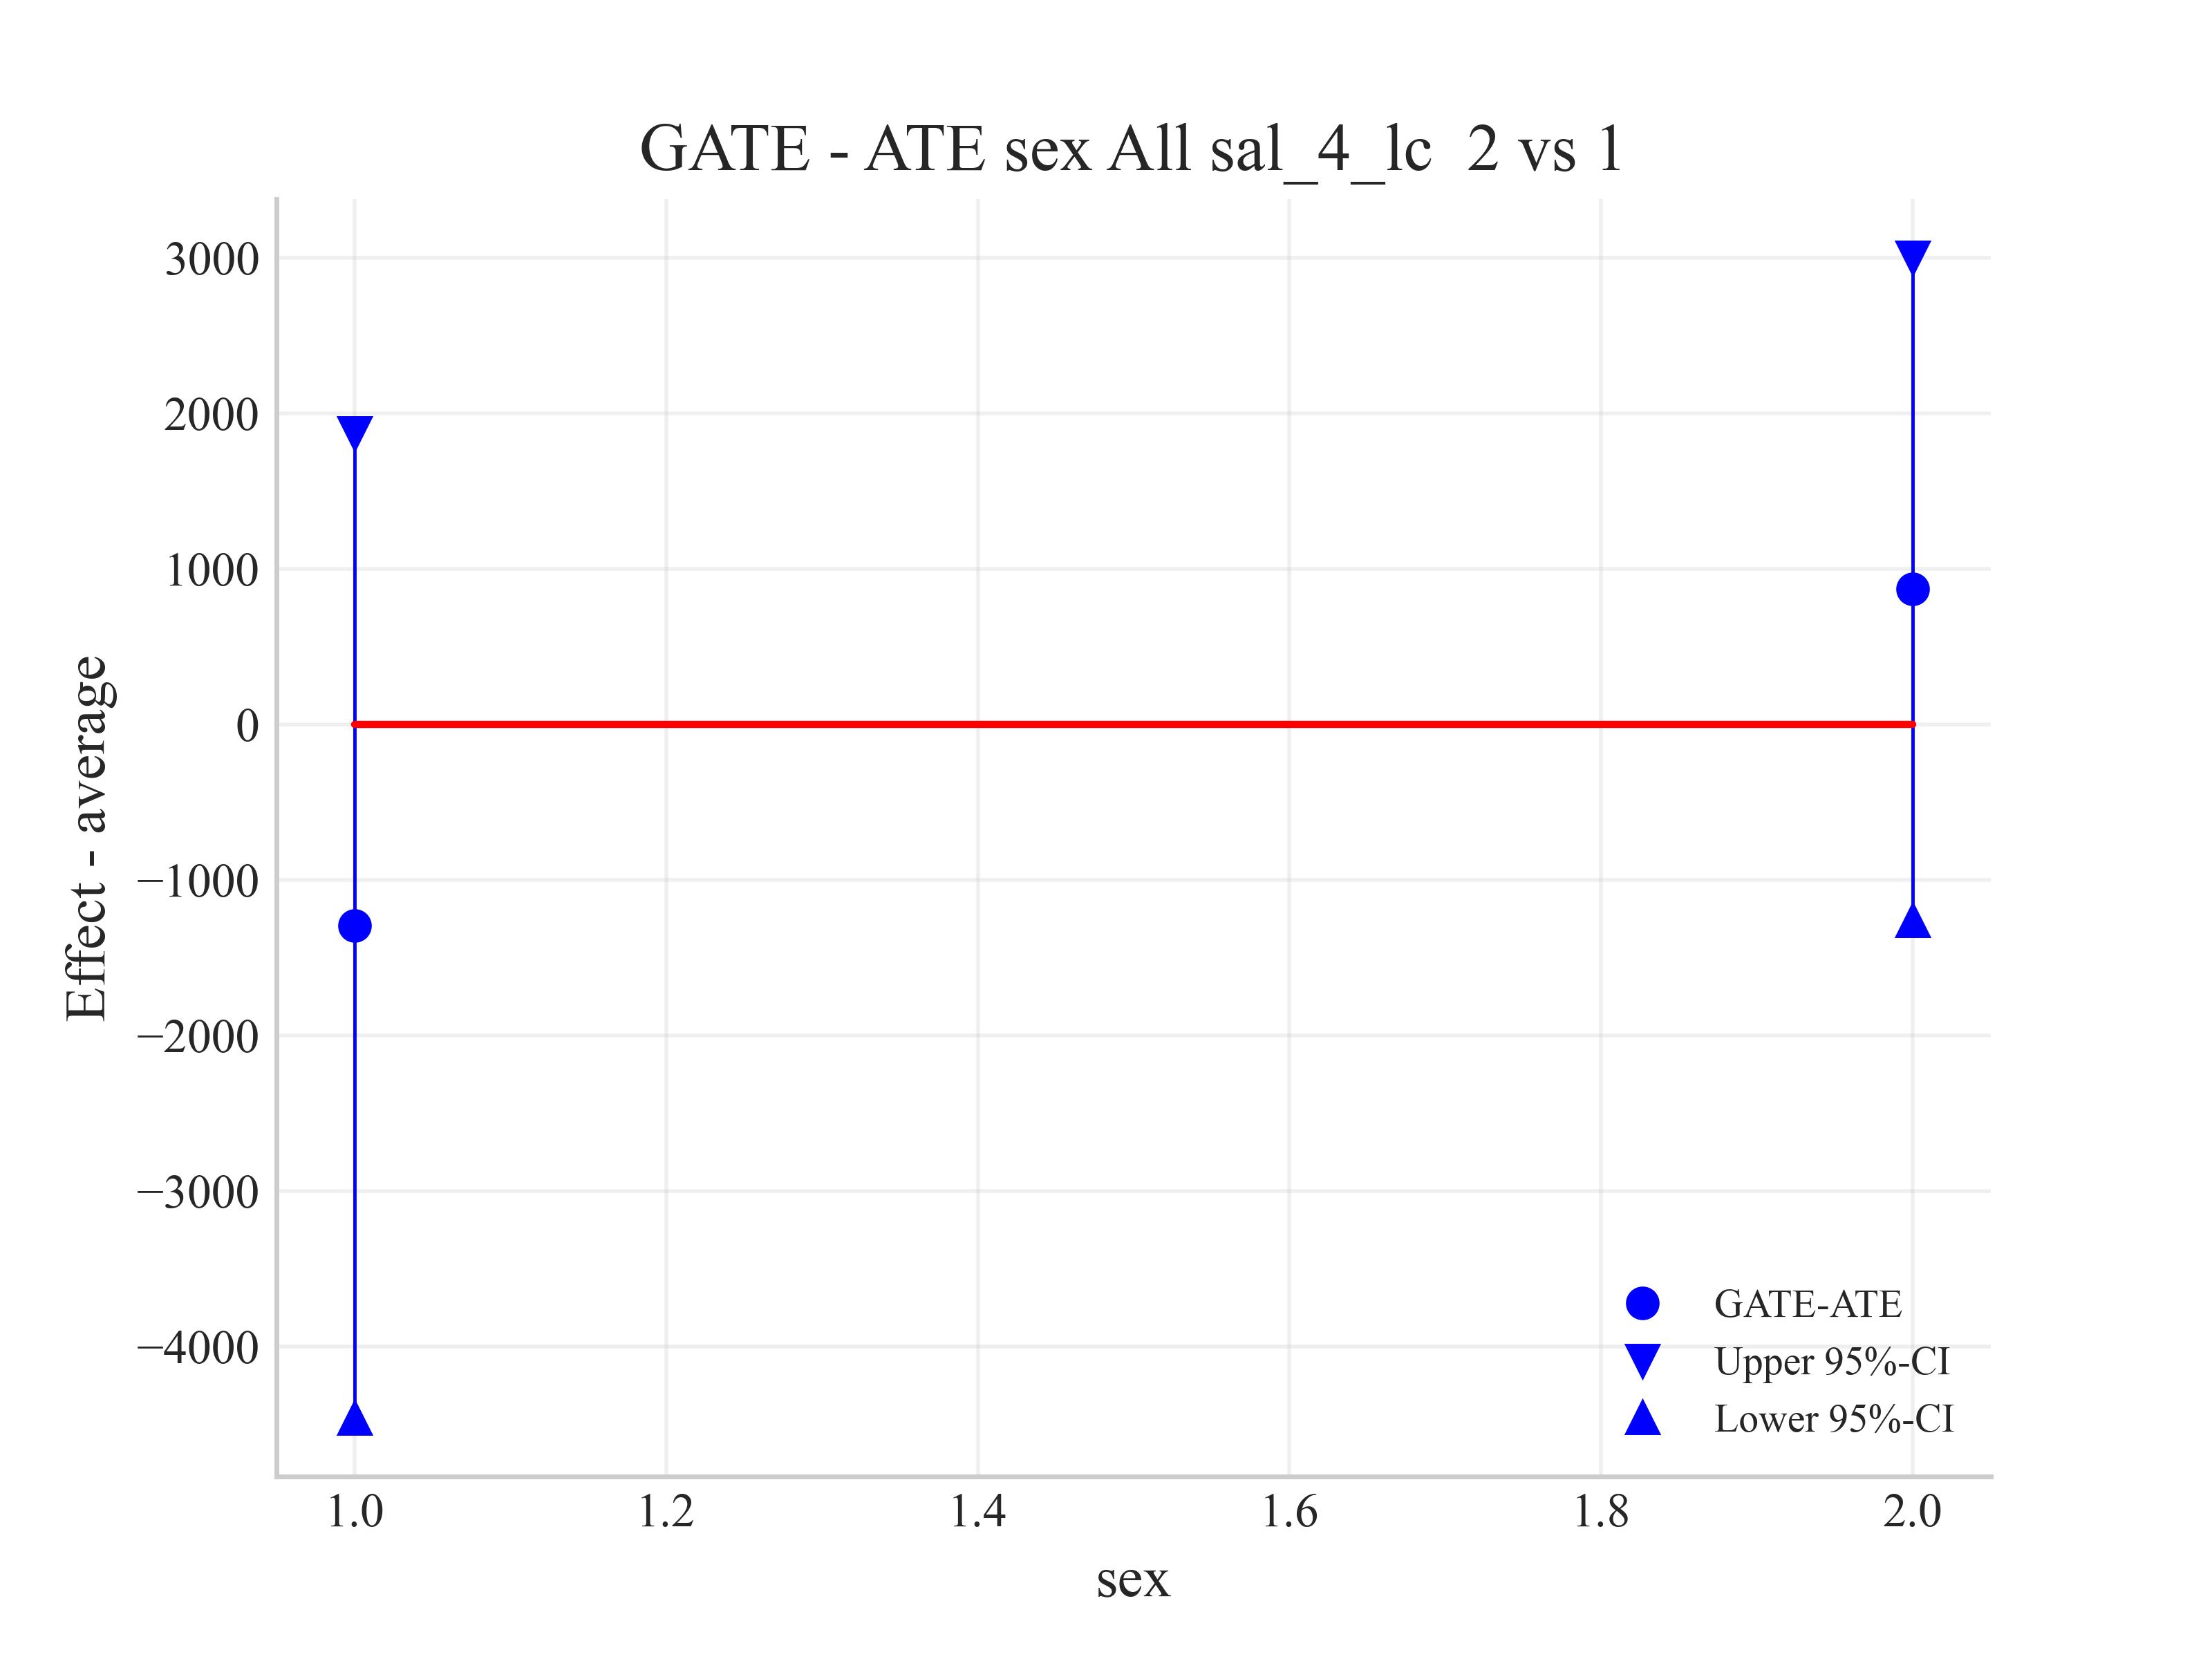 GATE - ATE sex All sal_4_lc  2 vs 1
Effect - average
3000
2000
1000
0
−1000
−2000
−3000
−4000
1.0 1.2 1.4 1.6 1.8 2.0
sex
GATE-ATE
Upper 95%-CI
Lower 95%-CI